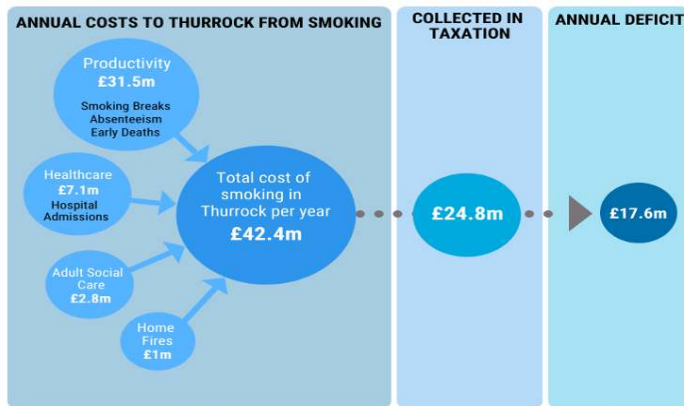 ANNUAL COSTS TO THURROCK FROM SMOKING
Productivity
£31.5m
Smoking Breaks
Absenteeism
Early Deaths
Healthcare
£7.1m
Hospital
Admissions
Adult Social
Care
£2.8m
Home
Fires
£1m
Total cost of
smoking in
Thurrock per year
£42.4m
COLLECTED IN
TAXATION
£24.8m
ANNUAL DEFICIT
£17.6m